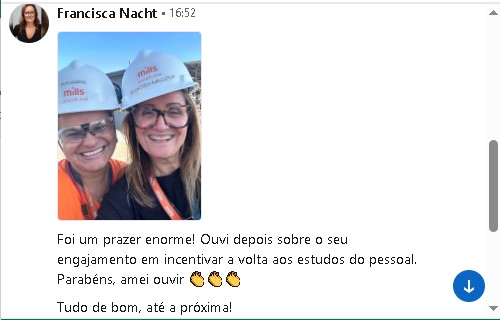 Francisca Nacht • 16:52
mills
mills
Foi um prazer enorme! Ouvi depois sobre o seu
engajamento em incentivar a volta aos estudos do pessoal.
Parabéns, amei ouvir 👏👏👏
Tudo de bom, até a próxima!